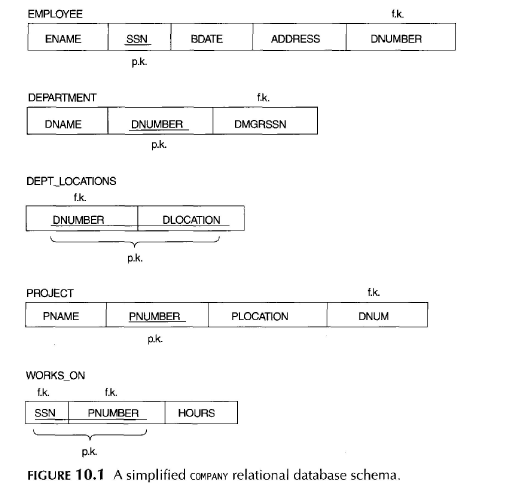 EMPLOYEE f.k.
ENAME SSN BDATE ADDRESS DNUMBER
p.k.
DEPARTMENT f.k.
DNAME DNUMBER DMGRSSN
p.k.
DEPT_LOCATIONS
f.k.
DNUMBER DLOCATION
p.k.
PROJECT f.k.
PNAME PNUMBER PLOCATION DNUM
p.k.
WORKS_ON
f.k. f.k.
SSN PNUMBER HOURS
p.k.
FIGURE 10.1 A simplified COMPANY relational database schema.